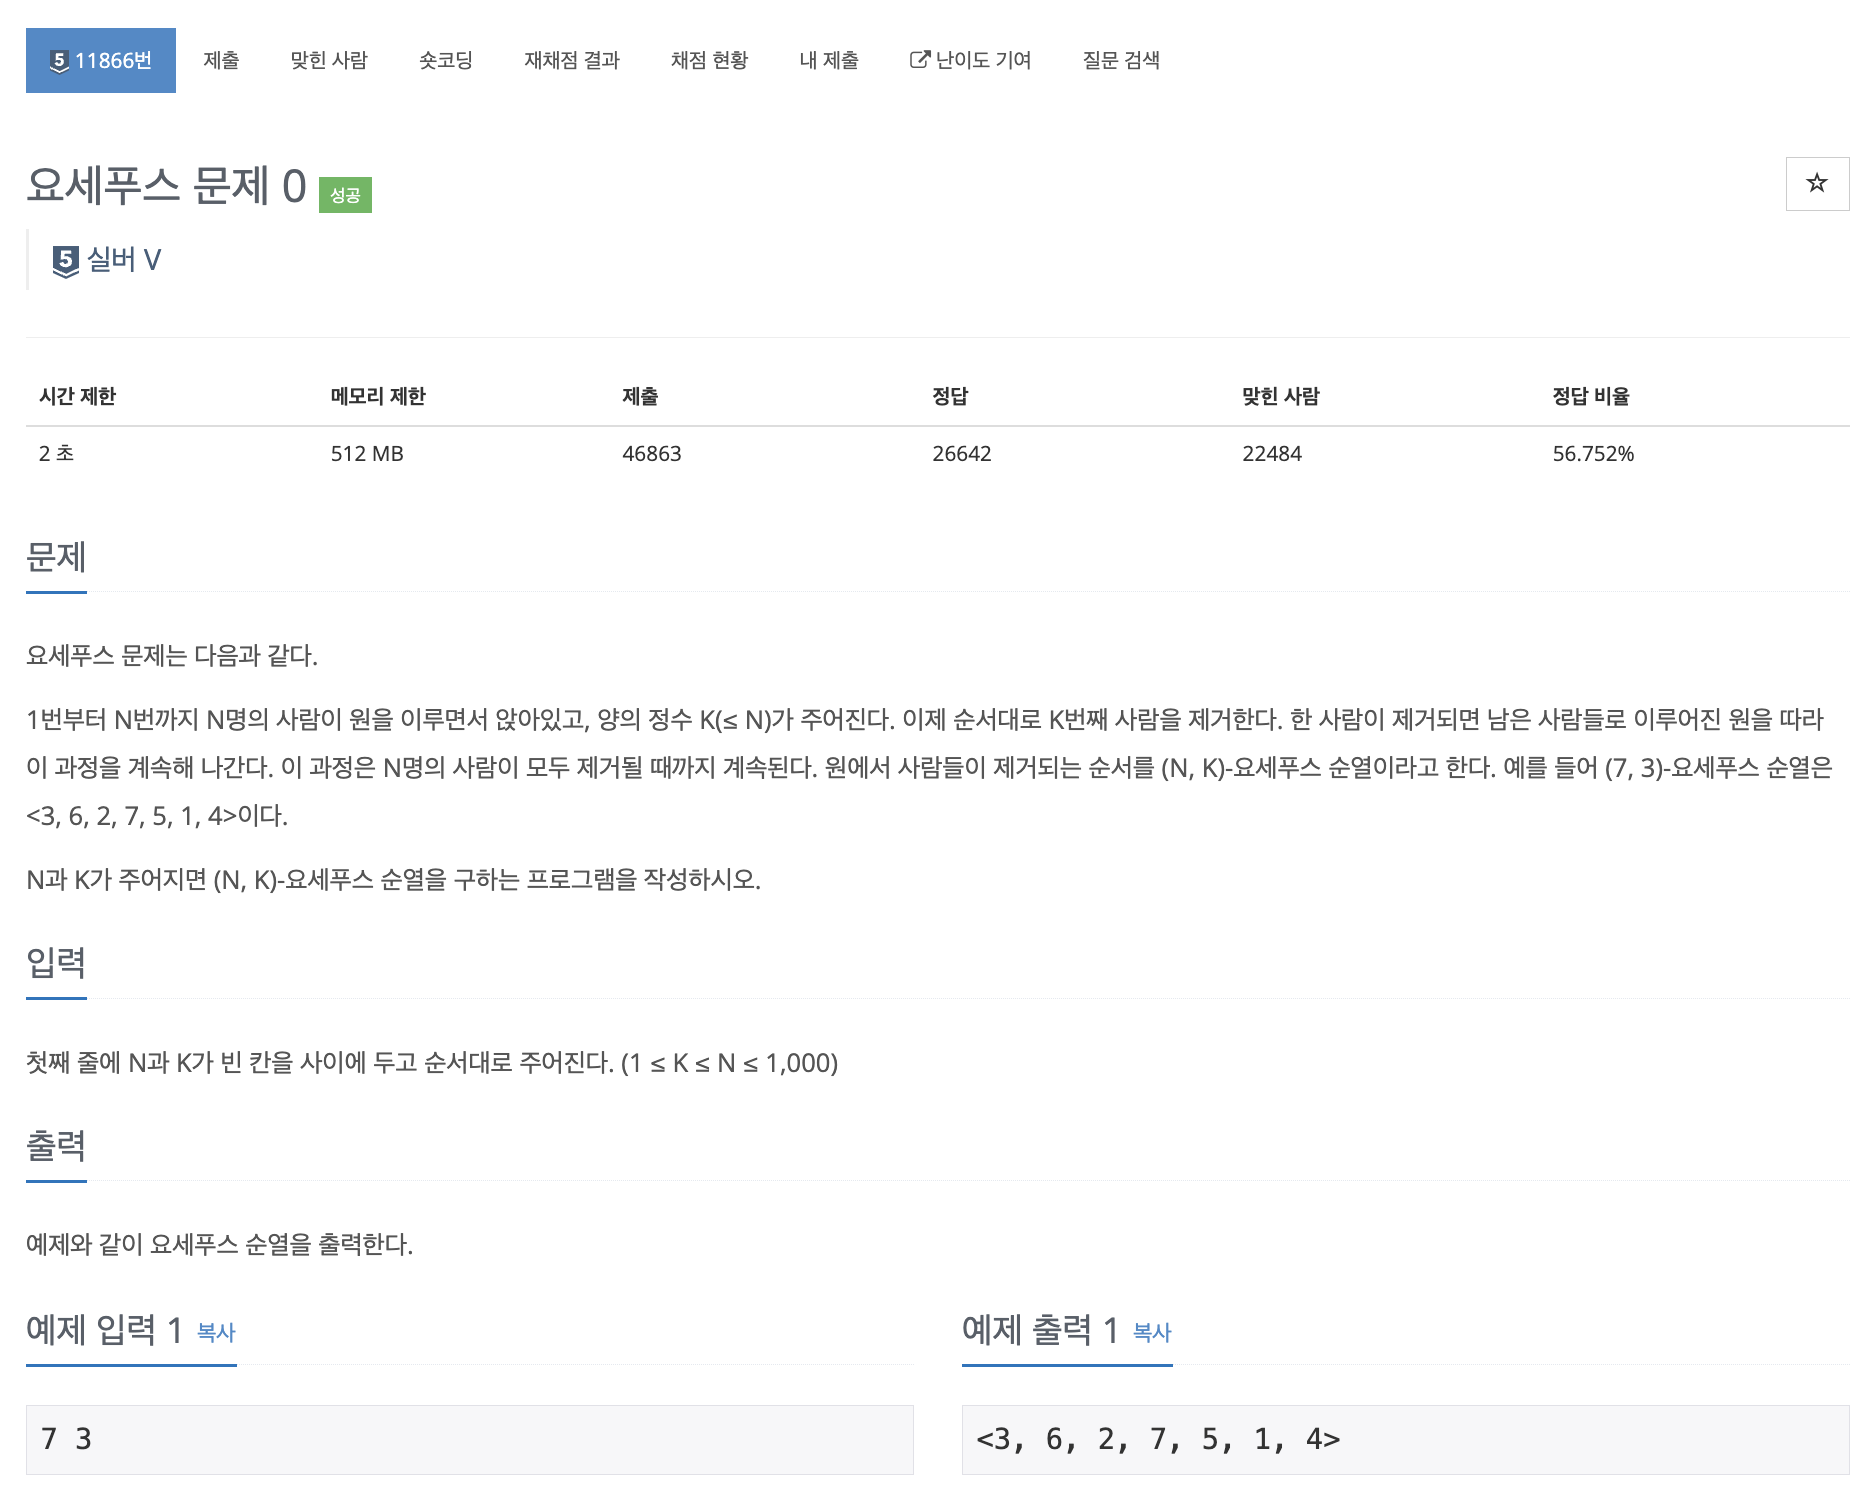 5 11866번 제출 맞힌 사람 숏코딩 재채점 결과 채점 현황 내 제출 난이도 기여 질문 검색
요세푸스 문제 0 성공
5 실버 V
시간 제한 메모리 제한 제출 정답 맞힌 사람 정답 비율
2 초 512 MB 46863 26642 22484 56.752%
문제
요세푸스 문제는 다음과 같다.
1번부터 N번까지 N명의 사람이 원을 이루면서 앉아있고, 양의 정수 K(≤ N)가 주어진다. 이제 순서대로 K번째 사람을 제거한다. 한 사람이 제거되면 남은 사람들로 이루어진 원을 따라
이 과정을 계속해 나간다. 이 과정은 N명의 사람이 모두 제거될 때까지 계속된다. 원에서 사람들이 제거되는 순서를 (N, K)-요세푸스 순열이라고 한다. 예를 들어 (7, 3)-요세푸스 순열은
<3, 6, 2, 7, 5, 1, 4>이다.
N과 K가 주어지면 (N, K)-요세푸스 순열을 구하는 프로그램을 작성하시오.
입력
첫째 줄에 N과 K가 빈 칸을 사이에 두고 순서대로 주어진다. (1 ≤ K ≤ N ≤ 1,000)
출력
예제와 같이 요세푸스 순열을 출력한다.
예제 입력 1 복사
7 3
예제 출력 1 복사
<3, 6, 2, 7, 5, 1, 4>